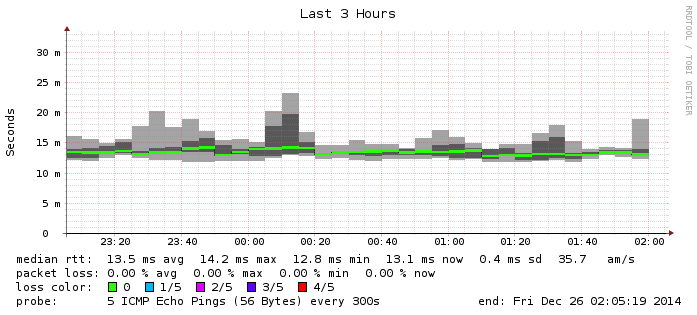 Last 3 Hours
RRDTOOL / TOBI OETIKER
Seconds
30 m
25 m
20 m
15 m
10 m
5 m
0
23:20 23:40 00:00 00:20 00:40 01:00 01:20 01:40 02:00
median rtt: 13.5 ms avg 14.2 ms max 12.8 ms min 13.1 ms now 0.4 ms sd 35.7 am/s
packet loss: 0.00 % avg 0.00 % max 0.00 % min 0.00 % now
loss color: 0 1/5 2/5 3/5 4/5
probe: 5 ICMP Echo Pings (56 Bytes) every 300s end: Fri Dec 26 02:05:19 2014